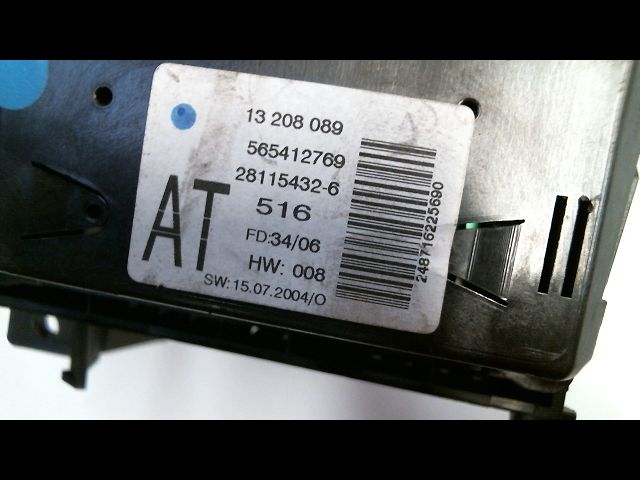 13 208 089
565412769
28115432-6
AT
516
FD:34/06
HW: 008
SW: 15.07.2004/O
248716225690